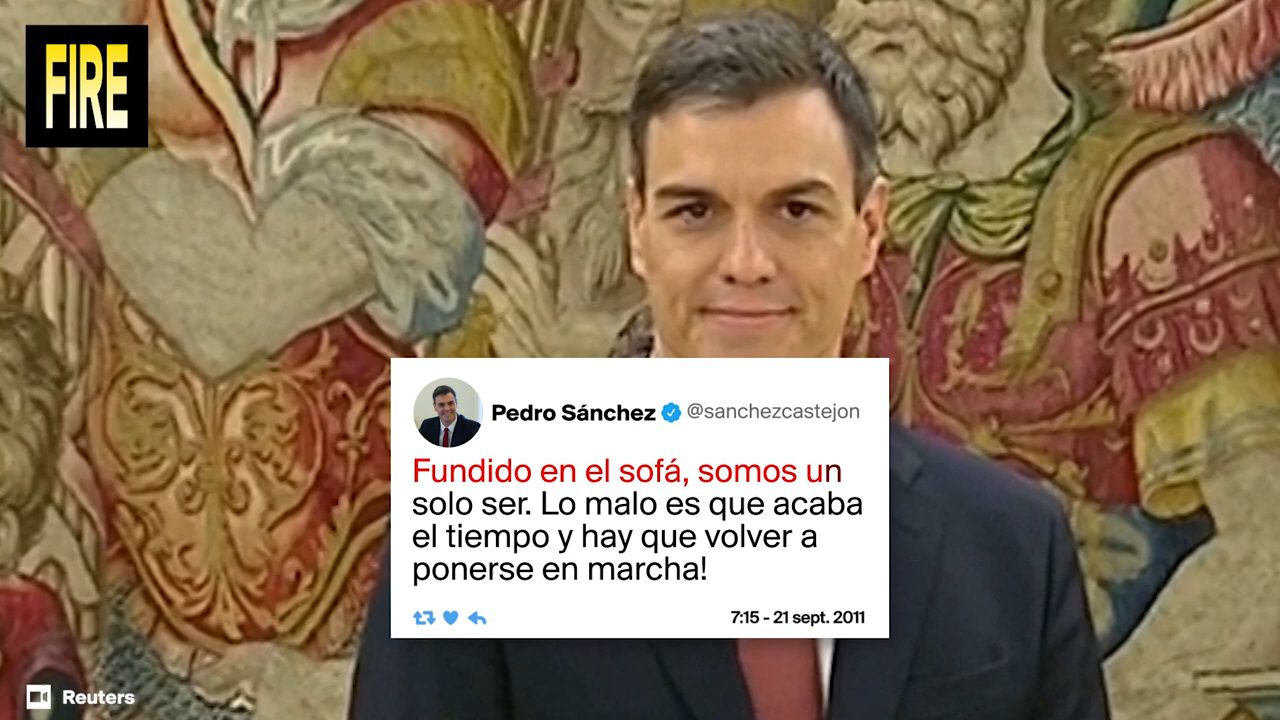 FIRE
Pedro Sánchez @sanchezcastejon
Fundido en el sofá, somos un
solo ser. Lo malo es que acaba
el tiempo y hay que volver a
ponerse en marcha!
7:15 - 21 sept. 2011
Reuters